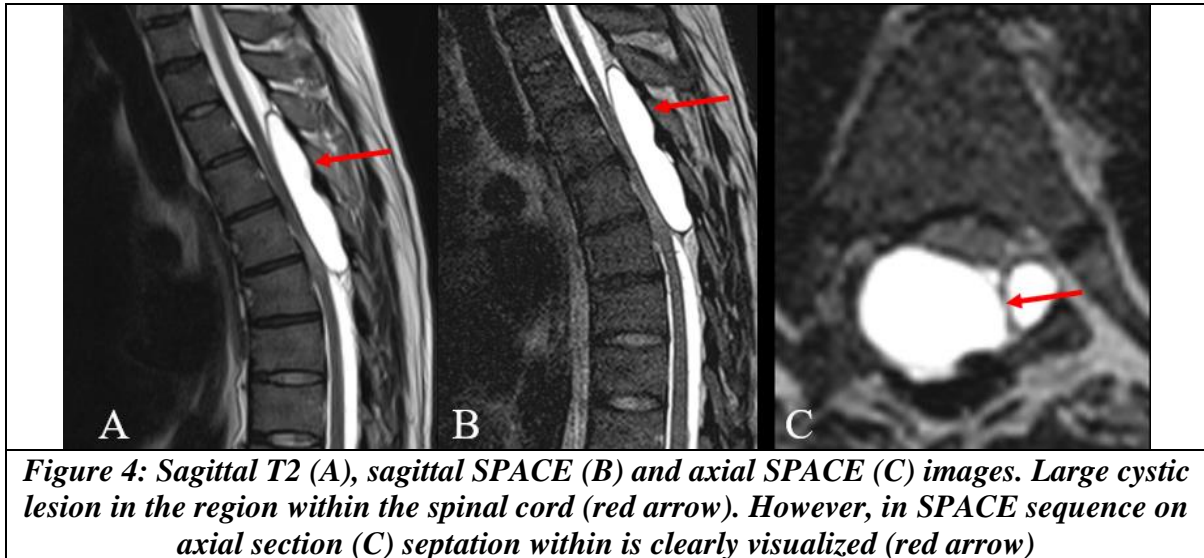 A
B
C
Figure 4: Sagittal T2 (A), sagittal SPACE (B) and axial SPACE (C) images. Large cystic
lesion in the region within the spinal cord (red arrow). However, in SPACE sequence on
axial section (C) septation within is clearly visualized (red arrow)